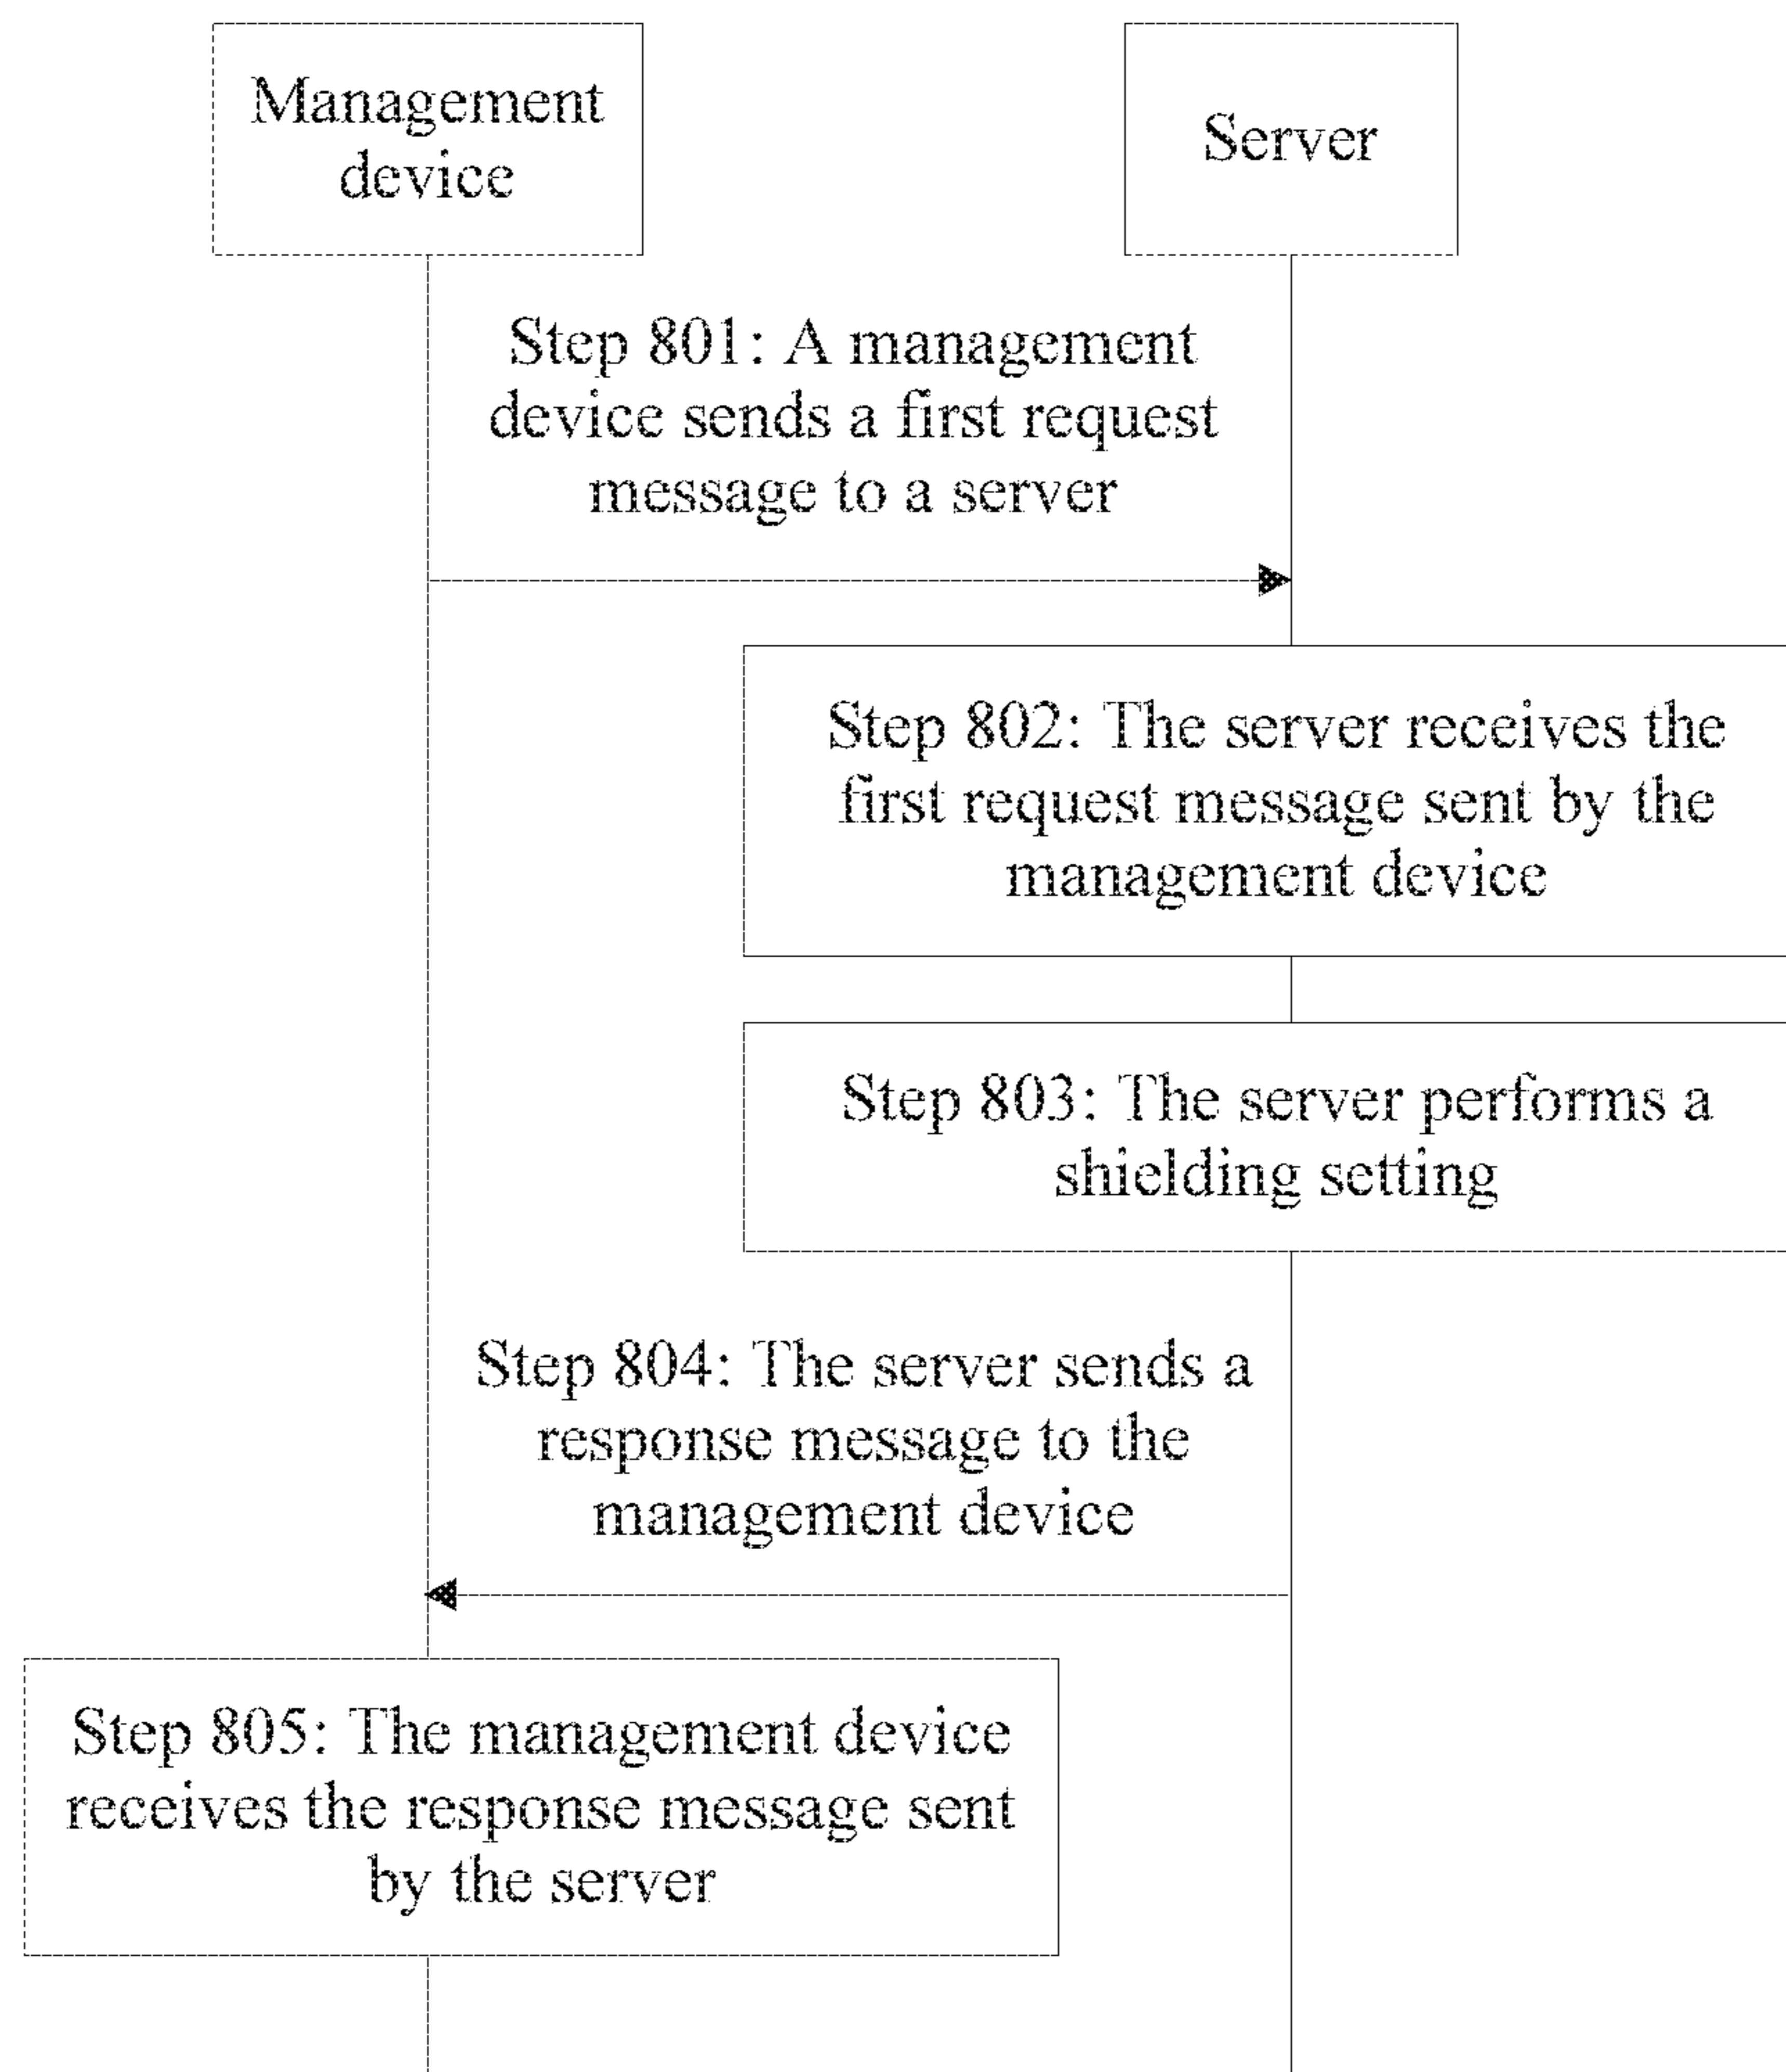 Management
device
Server
Step 801: A management
device sends a first request
message to a server
Step 802: The server receives the
first request message sent by the
management device
Step 803: The server performs a
shielding setting
Step 804: The server sends a
response message to the
management device
Step 805: The management device
receives the response message sent
by the server